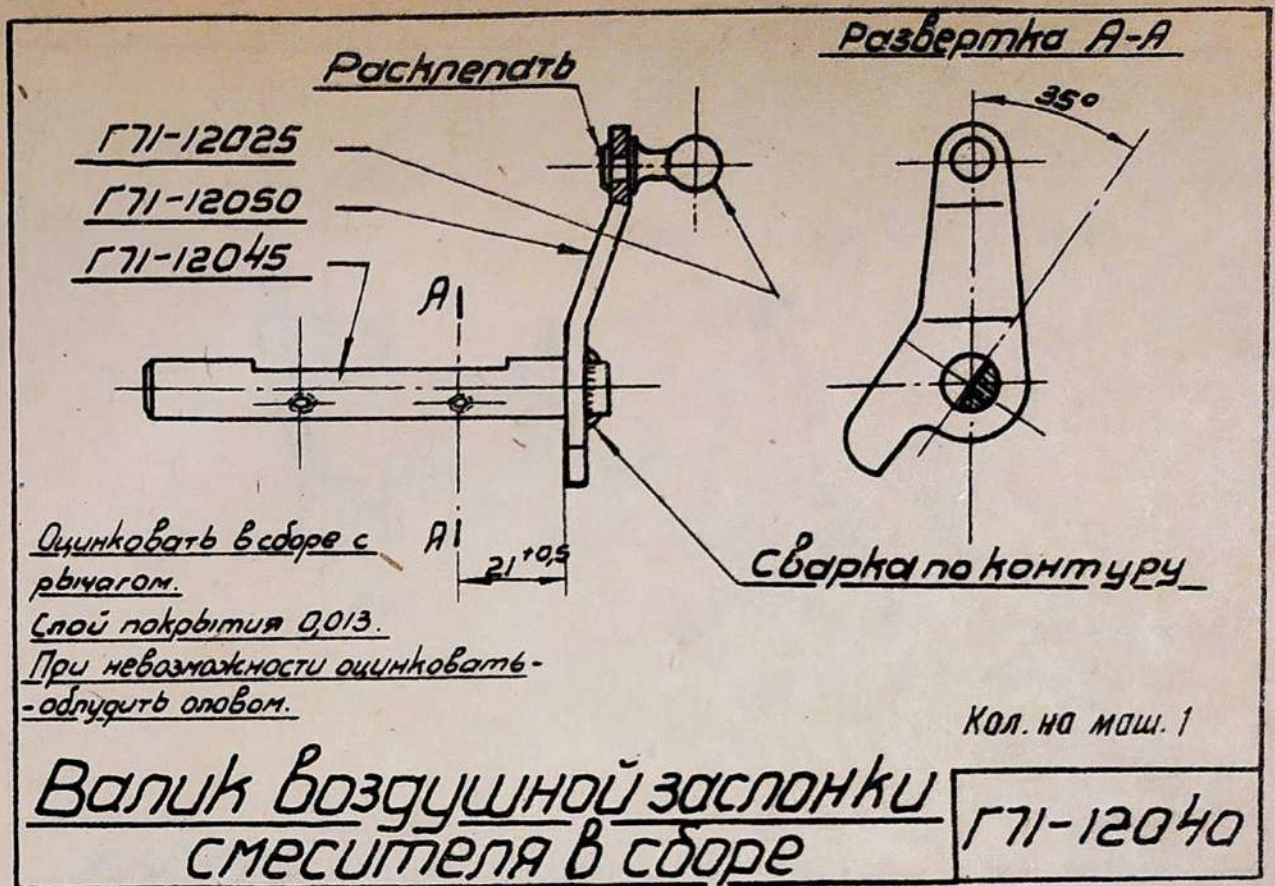 Развертка А-А
Расклепать
35°
Г71-12025
Г71-12050
Г71-12045
А
А
21+0,5
Сварка по контуру
Оцинковать в сборе с
рычагом.
Слой покрытия 0,013.
При невозможности оцинковать-
-облудить оловом.
Кол. на маш. 1
Валик воздушной заслонки
смесителя в сборе
Г71-12040